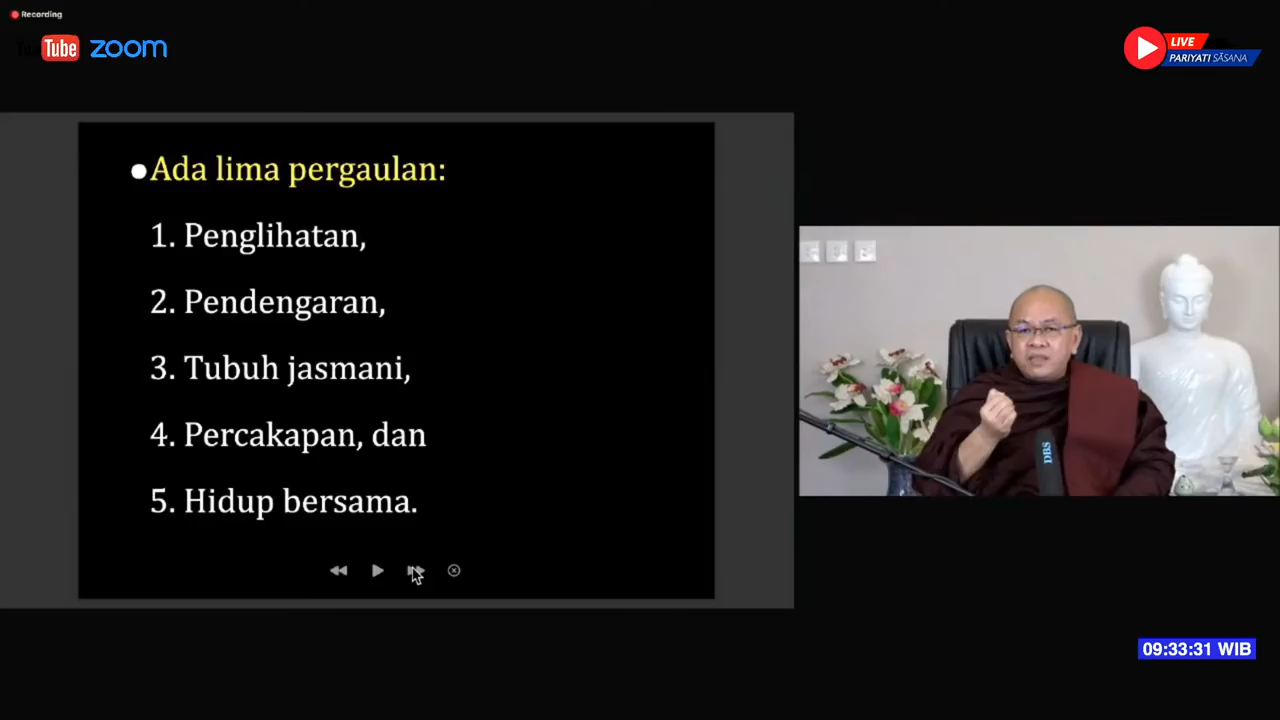 Recording
Tube zoom
LIVE
PARIYATI SĀSANA
•Ada lima pergaulan:
1. Penglihatan,
2. Pendengaran,
3. Tubuh jasmani,
4. Percakapan, dan
5. Hidup bersama.
DBS
09:33:31 WIB